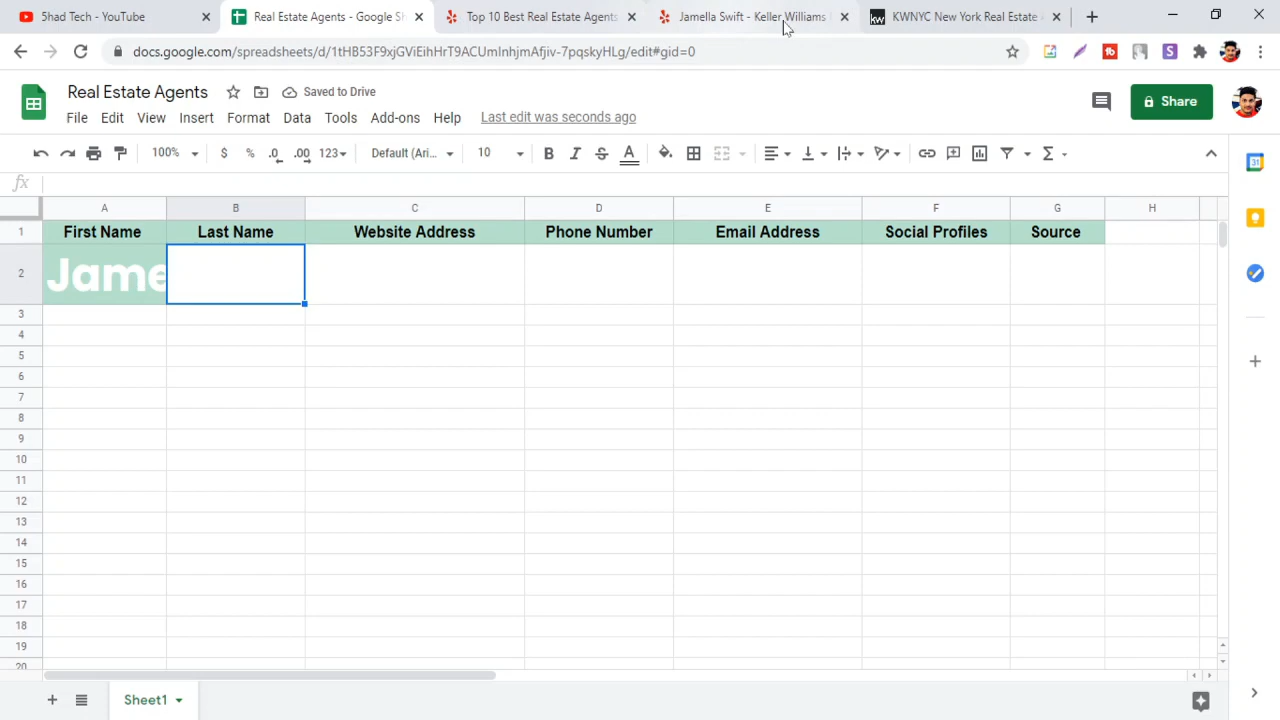 5had Tech - YouTube
Real Estate Agents - Google Sh
Top 10 Best Real Estate Agents
Jamella Swift - Keller Williams
KWNYC New York Real Estate
docs.google.com/spreadsheets/d/1tHB53F9xjGViEihHrT9ACUmInhjmAfjiv-7pqskyHLg/edit#gid=0
Real Estate Agents
Saved to Drive
Share
File Edit View Insert Format Data Tools Add-ons Help Last edit was seconds ago
100% $ % .0 .00 123 Default (Ari... 10 B I S A
fx
A B C D E F G H
1 First Name Last Name Website Address Phone Number Email Address Social Profiles Source
2 Jame
3
4
5
6
7
8
9
10
11
12
13
14
15
16
17
18
19
20
Sheet1